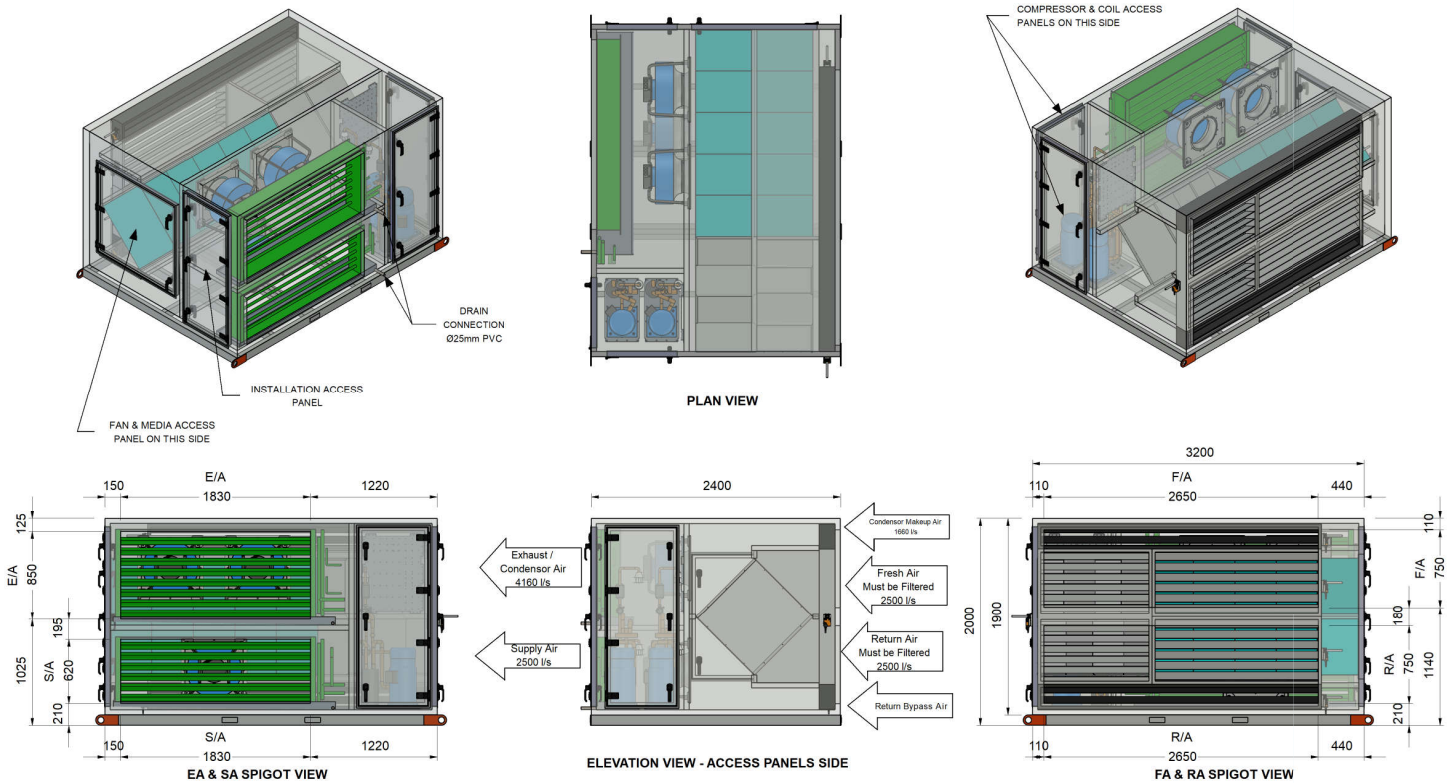 COMPRESSOR & COIL ACCESS
PANELS ON THIS SIDE
DRAIN
CONNECTION
Ø25mm PVC
INSTALLATION ACCESS
PANEL
FAN & MEDIA ACCESS
PANEL ON THIS SIDE
PLAN VIEW
E/A
150
1830
1220
125
E/A
850
195
1025
S/A
620
210
150
S/A
1830
1220
EA & SA SPIGOT VIEW
Exhaust /
Condensor Air
4160 l/s
Supply Air
2500 l/s
2400
Condensor Makeup Air
1660 l/s
Fresh Air
Must be Filtered
2500 l/s
Return Air
Must be Filtered
2500 l/s
Return Bypass Air
ELEVATION VIEW - ACCESS PANELS SIDE
3200
F/A
110
2650
440
2000
1900
110
F/A
750
180
R/A
750
1140
210
R/A
110
2650
440
FA & RA SPIGOT VIEW